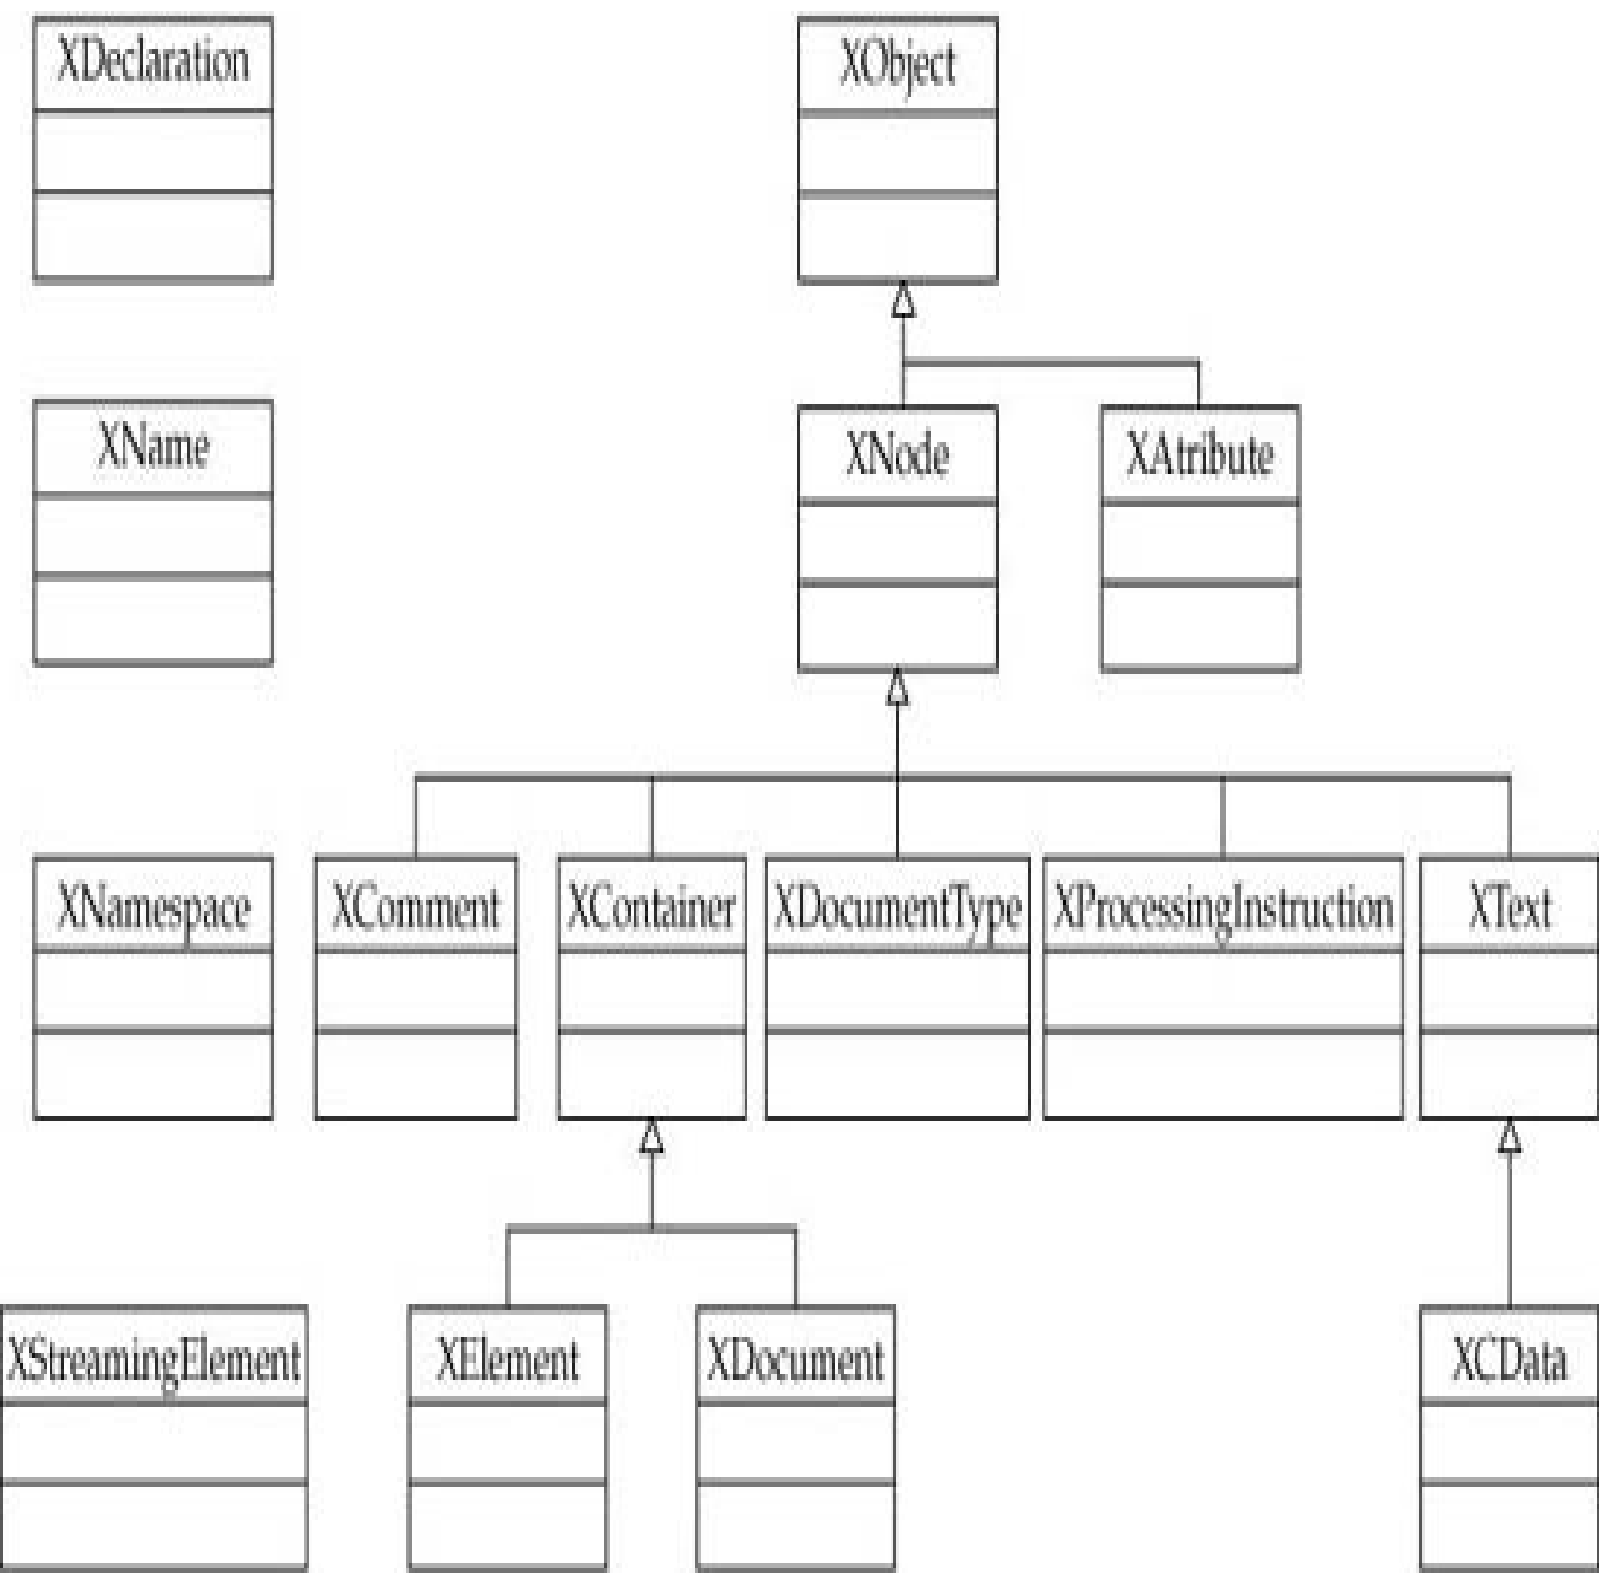 XDeclaration
XObject
XName
XNode
XAtribute
XNamespace
XComment
XContainer
XDocumentType
XProcessingInstruction
XText
XStreamingElement
XElement
XDocument
XCData